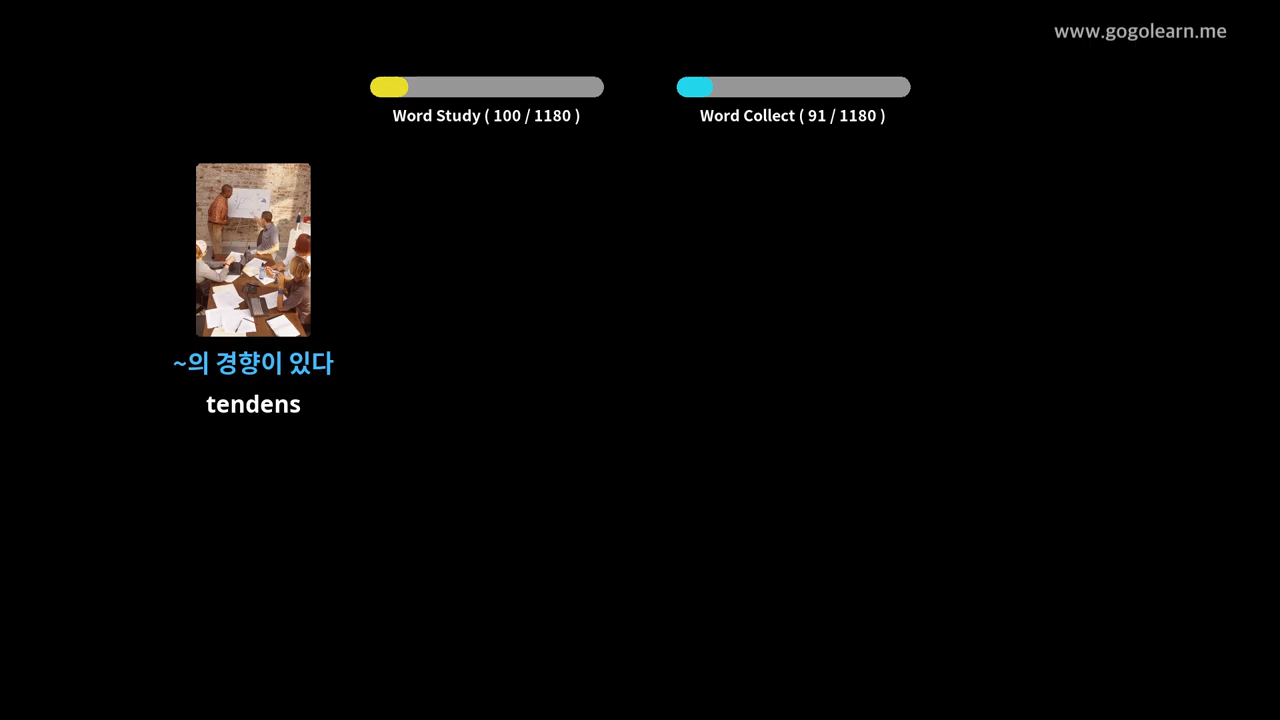 www.gogolearn.me
Word Study ( 100 / 1180 )
Word Collect ( 91 / 1180 )
~의 경향이 있다
tendens